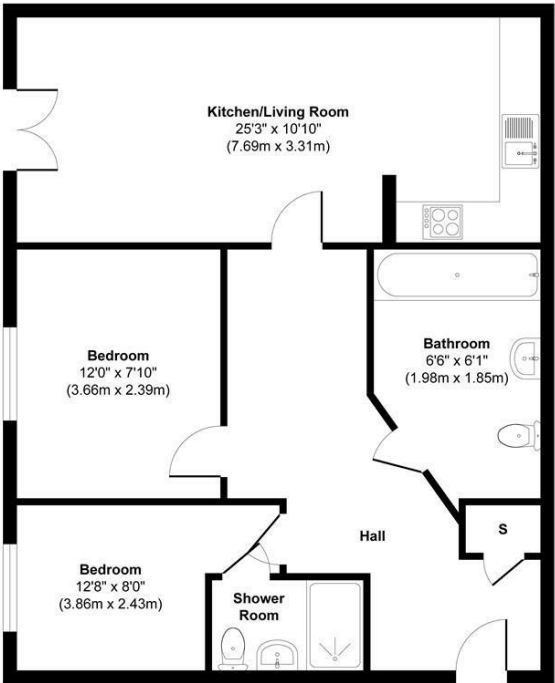 Kitchen/Living Room
25'3" x 10'10"
(7.69m x 3.31m)
Bedroom
12'0" x 7'10"
(3.66m x 2.39m)
Bathroom
6'6" x 6'1"
(1.98m x 1.85m)
Hall
S
Bedroom
12'8" x 8'0"
(3.86m x 2.43m)
Shower
Room